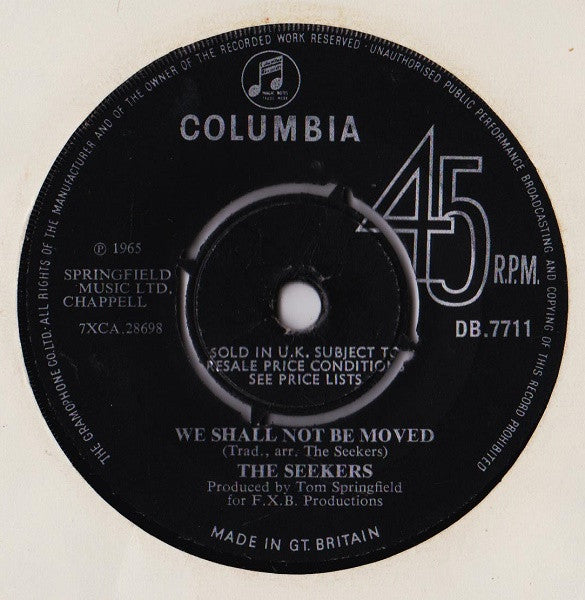 THE GRAMOPHONE CO. LTD. ALL RIGHTS OF THE MANUFACTURER AND OF THE OWNER OF THE RECORDED WORK RESERVED · UNAUTHORISED PUBLIC PERFORMANCE BROADCASTING AND COPYING OF THIS RECORD PROHIBITED
COLUMBIA
45
R.P.M.
℗ 1965
SPRINGFIELD
MUSIC LTD.
CHAPPELL
7XCA.28698
DB.7711
SOLD IN U.K. SUBJECT TO
RESALE PRICE CONDITIONS
SEE PRICE LISTS
WE SHALL NOT BE MOVED
(Trad., arr. The Seekers)
THE SEEKERS
Produced by Tom Springfield
for F.X.B. Productions
MADE IN GT. BRITAIN